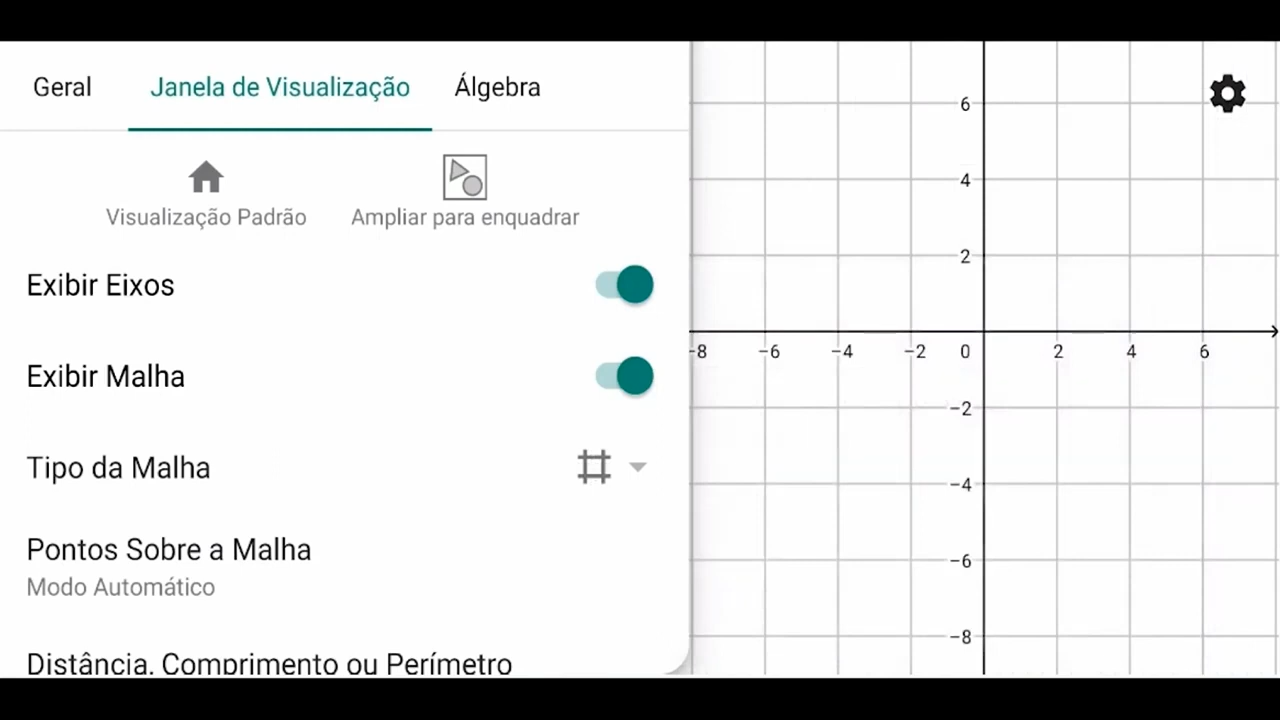 Geral Janela de Visualização Álgebra
Visualização Padrão Ampliar para enquadrar
Exibir Eixos
Exibir Malha
Tipo da Malha
Pontos Sobre a Malha
Modo Automático
Distância, Comprimento ou Perímetro
6
4
2
-8 -6 -4 -2 0 2 4 6
-2
-4
-6
-8